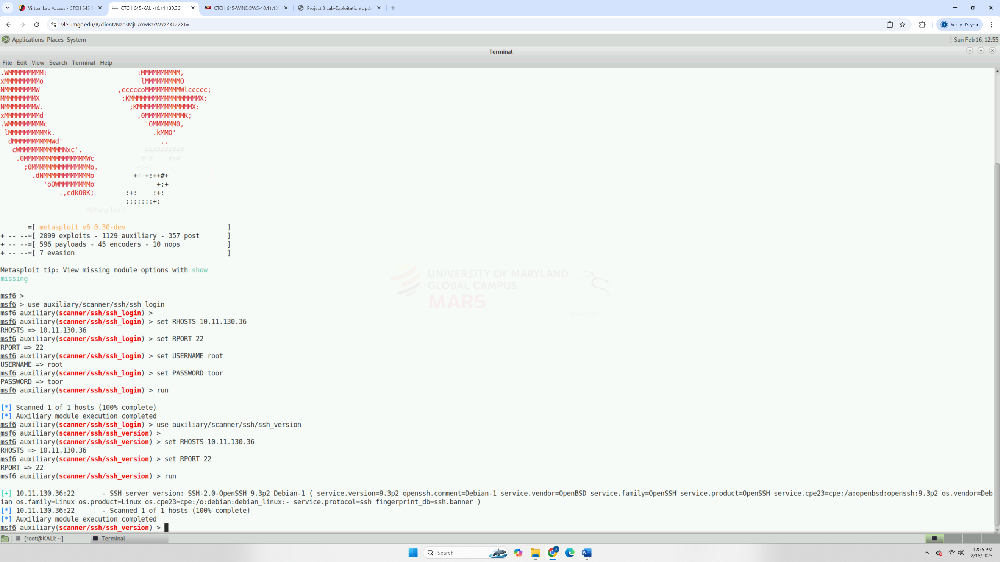 Virtual Lab Access - CTCH 645 9
CTCH 645-KALI-10.11.130.36
CTCH 645-WINDOWS-10.11.130
Project 3 Lab-Exploitation(Upda
vle.umgc.edu/#/client/Nzc3MjUAYwBzcWxzZXJ2ZXI=
Verify it's you
Applications Places System
Sun Feb 16, 12:55
Terminal
File Edit View Search Terminal Help
.WMMMMMMMMM: :MMMMMMMMMM,
xMMMMMMMMMo lMMMMMMMMMO
NMMMMMMMMW ,cccccoMMMMMMMMMWlccccc;
MMMMMMMMMX ;KMMMMMMMMMMMMMMMMMMX:
NMMMMMMMMW. ;KMMMMMMMMMMMMMMX:
xMMMMMMMMMd ,0MMMMMMMMMMK;
.WMMMMMMMMMc 'OMMMMMM0,
lMMMMMMMMMMk. .kMMO'
dMMMMMMMMMMWd' ..
cWMMMMMMMMMMMNxc'. ##########
.0MMMMMMMMMMMMMMMMWc #+# #+#
;0MMMMMMMMMMMMMMMo. +:+
.dNMMMMMMMMMMMMo +#++:++#+
'oOWMMMMMMMMo +:+
.,cdkO0K; :+: :+:
:::::::+:
Metasploit
=[ metasploit v6.0.30-dev ]
+ -- --=[ 2099 exploits - 1129 auxiliary - 357 post ]
+ -- --=[ 596 payloads - 45 encoders - 10 nops ]
+ -- --=[ 7 evasion ]
Metasploit tip: View missing module options with show
missing
UNIVERSITY OF MARYLAND
GLOBAL CAMPUS
MARS
msf6 >
msf6 > use auxiliary/scanner/ssh/ssh_login
msf6 auxiliary(scanner/ssh/ssh_login) >
msf6 auxiliary(scanner/ssh/ssh_login) > set RHOSTS 10.11.130.36
RHOSTS => 10.11.130.36
msf6 auxiliary(scanner/ssh/ssh_login) > set RPORT 22
RPORT => 22
msf6 auxiliary(scanner/ssh/ssh_login) > set USERNAME root
USERNAME => root
msf6 auxiliary(scanner/ssh/ssh_login) > set PASSWORD toor
PASSWORD => toor
msf6 auxiliary(scanner/ssh/ssh_login) > run
[*] Scanned 1 of 1 hosts (100% complete)
[*] Auxiliary module execution completed
msf6 auxiliary(scanner/ssh/ssh_login) > use auxiliary/scanner/ssh/ssh_version
msf6 auxiliary(scanner/ssh/ssh_version) >
msf6 auxiliary(scanner/ssh/ssh_version) > set RHOSTS 10.11.130.36
RHOSTS => 10.11.130.36
msf6 auxiliary(scanner/ssh/ssh_version) > set RPORT 22
RPORT => 22
msf6 auxiliary(scanner/ssh/ssh_version) > run
[+] 10.11.130.36:22 - SSH server version: SSH-2.0-OpenSSH_9.3p2 Debian-1 ( service.version=9.3p2 openssh.comment=Debian-1 service.vendor=OpenBSD service.family=OpenSSH service.product=OpenSSH service.cpe23=cpe:/a:openbsd:openssh:9.3p2 os.vendor=Deb
ian os.family=Linux os.product=Linux os.cpe23=cpe:/o:debian:debian_linux:- service.protocol=ssh fingerprint_db=ssh.banner )
[*] 10.11.130.36:22 - Scanned 1 of 1 hosts (100% complete)
[*] Auxiliary module execution completed
msf6 auxiliary(scanner/ssh/ssh_version) >
[root@KALI: ~]
Terminal
Search
12:55 PM
2/16/2025